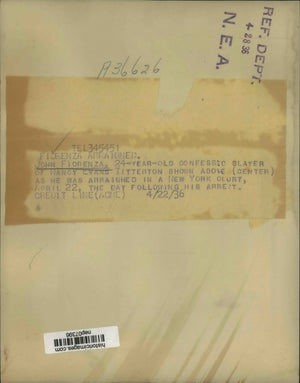 REF. DEPT.
4-28 36
N. E. A.
A36626
TEL345451
FIORENZA ARRAIGNED.
JOHN FIORENZA, 24-YEAR-OLD CONFESSED SLAYER
OF NANCY EVANS TITTERTON SHOWN ABOVE (CENTER)
AS HE WAS ARRAIGNED IN A NEW YORK COURT,
APRIL 22, THE DAY FOLLOWING HIS ARREST.
CREDIT LINE(ACME) 4/22/36
historicimages.com
nep07396